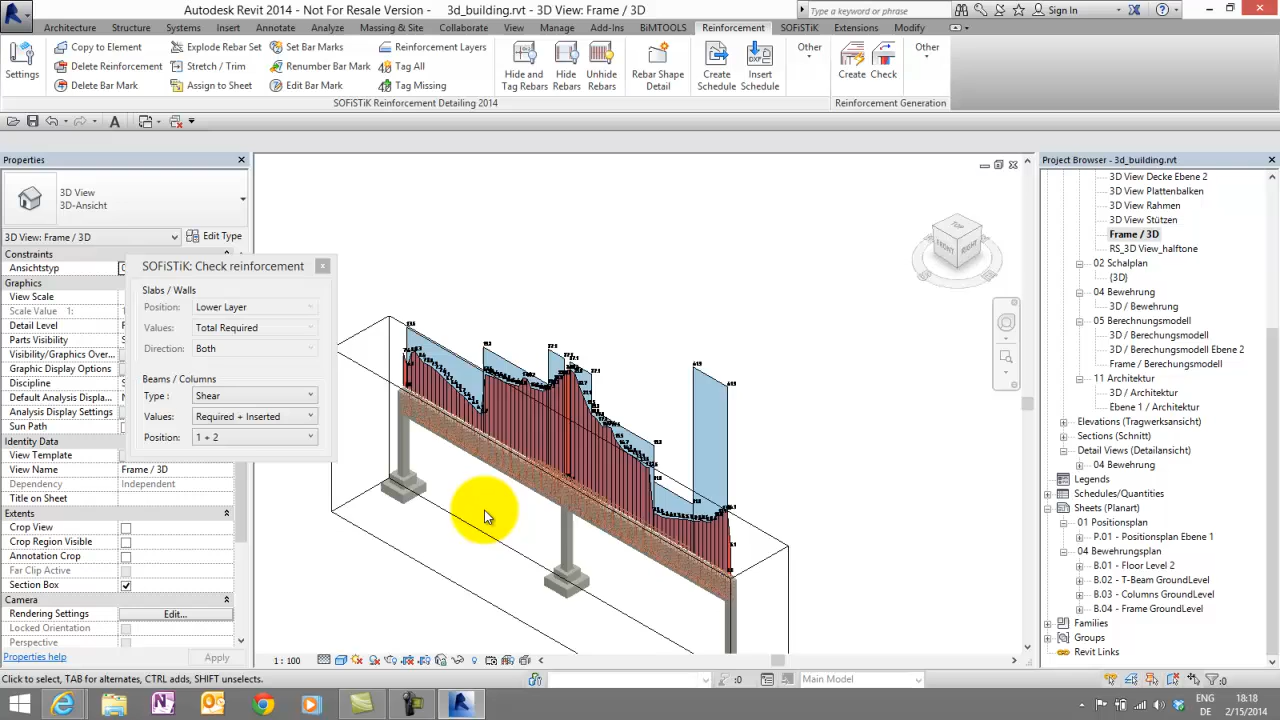 Autodesk Revit 2014 - Not For Resale Version - 3d_building.rvt - 3D View: Frame / 3D
Type a keyword or phrase
Sign In
Architecture Structure Systems Insert Annotate Analyze Massing & Site Collaborate View Manage Add-Ins BiMTOOLS Reinforcement SOFiSTiK Extensions Modify
Settings
Copy to Element
Delete Reinforcement
Delete Bar Mark
Explode Rebar Set
Stretch / Trim
Assign to Sheet
Set Bar Marks
Renumber Bar Mark
Edit Bar Mark
Reinforcement Layers
Tag All
Tag Missing
Hide and Tag Rebars
Hide Rebars
Unhide Rebars
Rebar Shape Detail
Create Schedule
Insert Schedule
Other
Create
Check
Other
SOFiSTiK Reinforcement Detailing 2014
Reinforcement Generation
Properties
3D View
3D-Ansicht
3D View: Frame / 3D
Edit Type
Constraints
Ansichtstyp
Graphics
View Scale
Scale Value 1:
Detail Level
Parts Visibility
Visibility/Graphics Over...
Graphic Display Options
Discipline
Default Analysis Display...
Analysis Display Settings
Sun Path
Identity Data
View Template
View Name Frame / 3D
Dependency Independent
Title on Sheet
Extents
Crop View
Crop Region Visible
Annotation Crop
Far Clip Active
Section Box
Camera
Rendering Settings Edit...
Locked Orientation
Perspective
Properties help
Apply
SOFiSTiK: Check reinforcement
Slabs / Walls
Position: Lower Layer
Values: Total Required
Direction: Both
Beams / Columns
Type : Shear
Values: Required + Inserted
Position: 1 + 2
TOP
FRONT
RIGHT
1 : 100
Project Browser - 3d_building.rvt
3D View Decke Ebene 2
3D View Plattenbalken
3D View Rahmen
3D View Stützen
Frame / 3D
RS_3D View_halftone
02 Schalplan
(3D)
04 Bewehrung
3D / Bewehrung
05 Berechnungsmodell
3D / Berechungsmodell
3D / Berechungsmodell Ebene 2
Frame / Berechungsmodell
11 Architektur
3D / Architektur
Ebene 1 / Architektur
Elevations (Tragwerksansicht)
Sections (Schnitt)
Detail Views (Detailansicht)
04 Bewehrung
Legends
Schedules/Quantities
Sheets (Planart)
01 Positionsplan
P.01 - Positionsplan Ebene 1
04 Bewehrungsplan
B.01 - Floor Level 2
B.02 - T-Beam GroundLevel
B.03 - Columns GroundLevel
B.04 - Frame GroundLevel
Families
Groups
Revit Links
Click to select, TAB for alternates, CTRL adds, SHIFT unselects.
:0
Main Model
:0
ENG
DE
18:18
2/15/2014